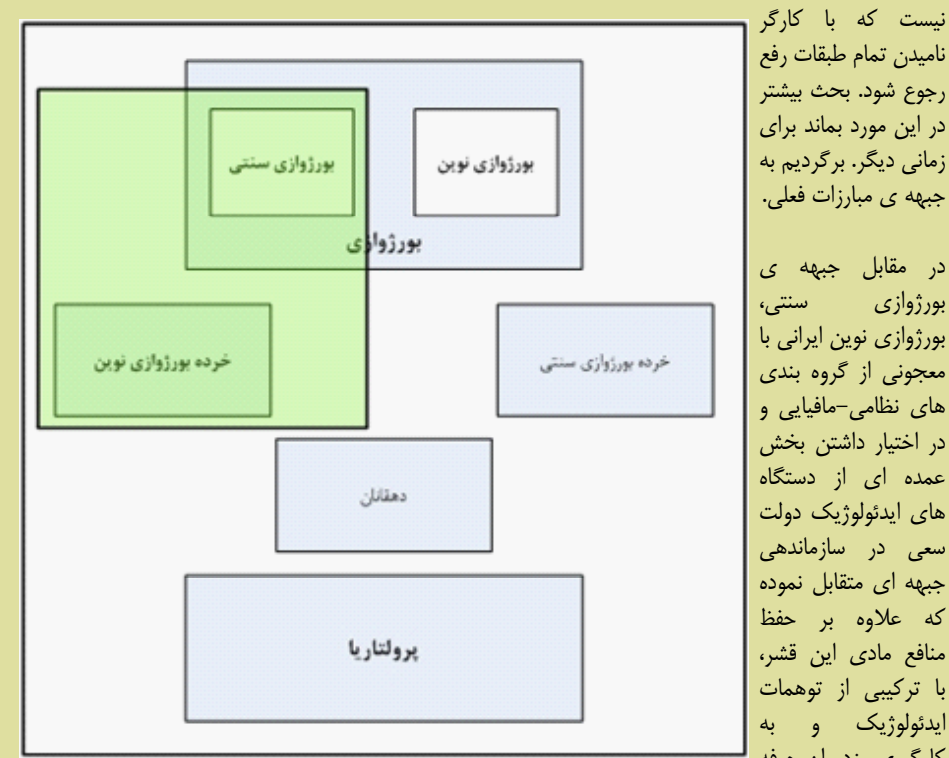 نیست که با کارگر
نامیدن تمام طبقات رفع
رجوع شود. بحث بیشتر
در این مورد بماند برای
زمانی دیگر. برگردیم به
جبهه ی مبارزات فعلی.
در مقابل جبهه ی
بورژوازی سنتی،
بورژوازی نوین ایرانی با
معجونی از گروه بندی
های نظامی-مافیایی و
در اختیار داشتن بخش
عمده ای از دستگاه
های ایدئولوژیک دولت
سعی در سازماندهی
جبهه ای متقابل نموده
که علاوه بر حفظ
منافع مادی این قشر،
با ترکیبی از توهمات
ایدئولوژیک و به
بورژوازی نوین
بورژوازی سنتی
بورژوازی
خرده بورژوازی سنتی
خرده بورژوازی نوین
دهقانان
پرولتاریا